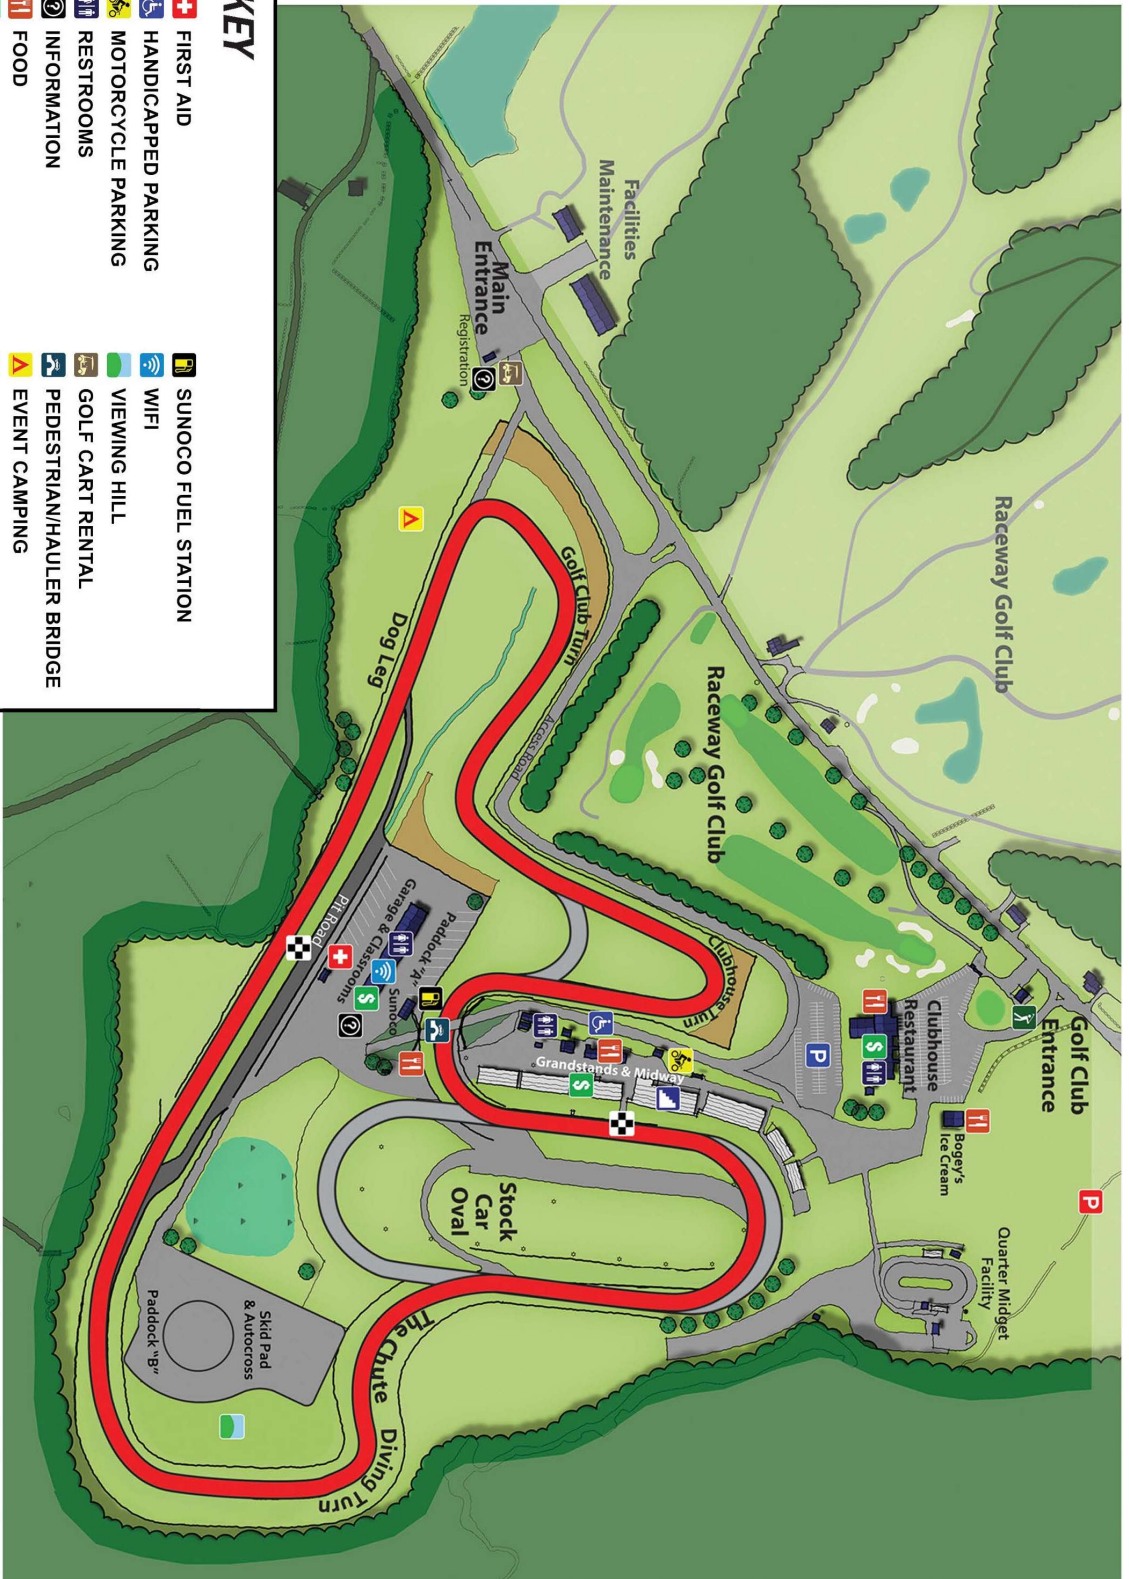 KEY
FIRST AID
HANDICAPPED PARKING
MOTORCYCLE PARKING
RESTROOMS
INFORMATION
FOOD
SUNOCO FUEL STATION
WIFI
VIEWING HILL
GOLF CART RENTAL
PEDESTRIAN/HAULER BRIDGE
EVENT CAMPING
Facilities
Maintenance
Main
Entrance
Registration
?
Raceway Golf Club
Raceway Golf Club
Golf Club Turn
Dog Leg
Access Road
Clubhouse Turn
Clubhouse
Restaurant
$
P
Golf Club
Entrance
Bogey's
Ice Cream
P
Quarter Midget
Facility
Grandstands & Midway
$
Pit Road
Garage & Classrooms
Paddock "A"
Sunoco
$
?
Stock
Car
Oval
The Chute
Diving Turn
Skid Pad
& Autocross
Paddock "B"